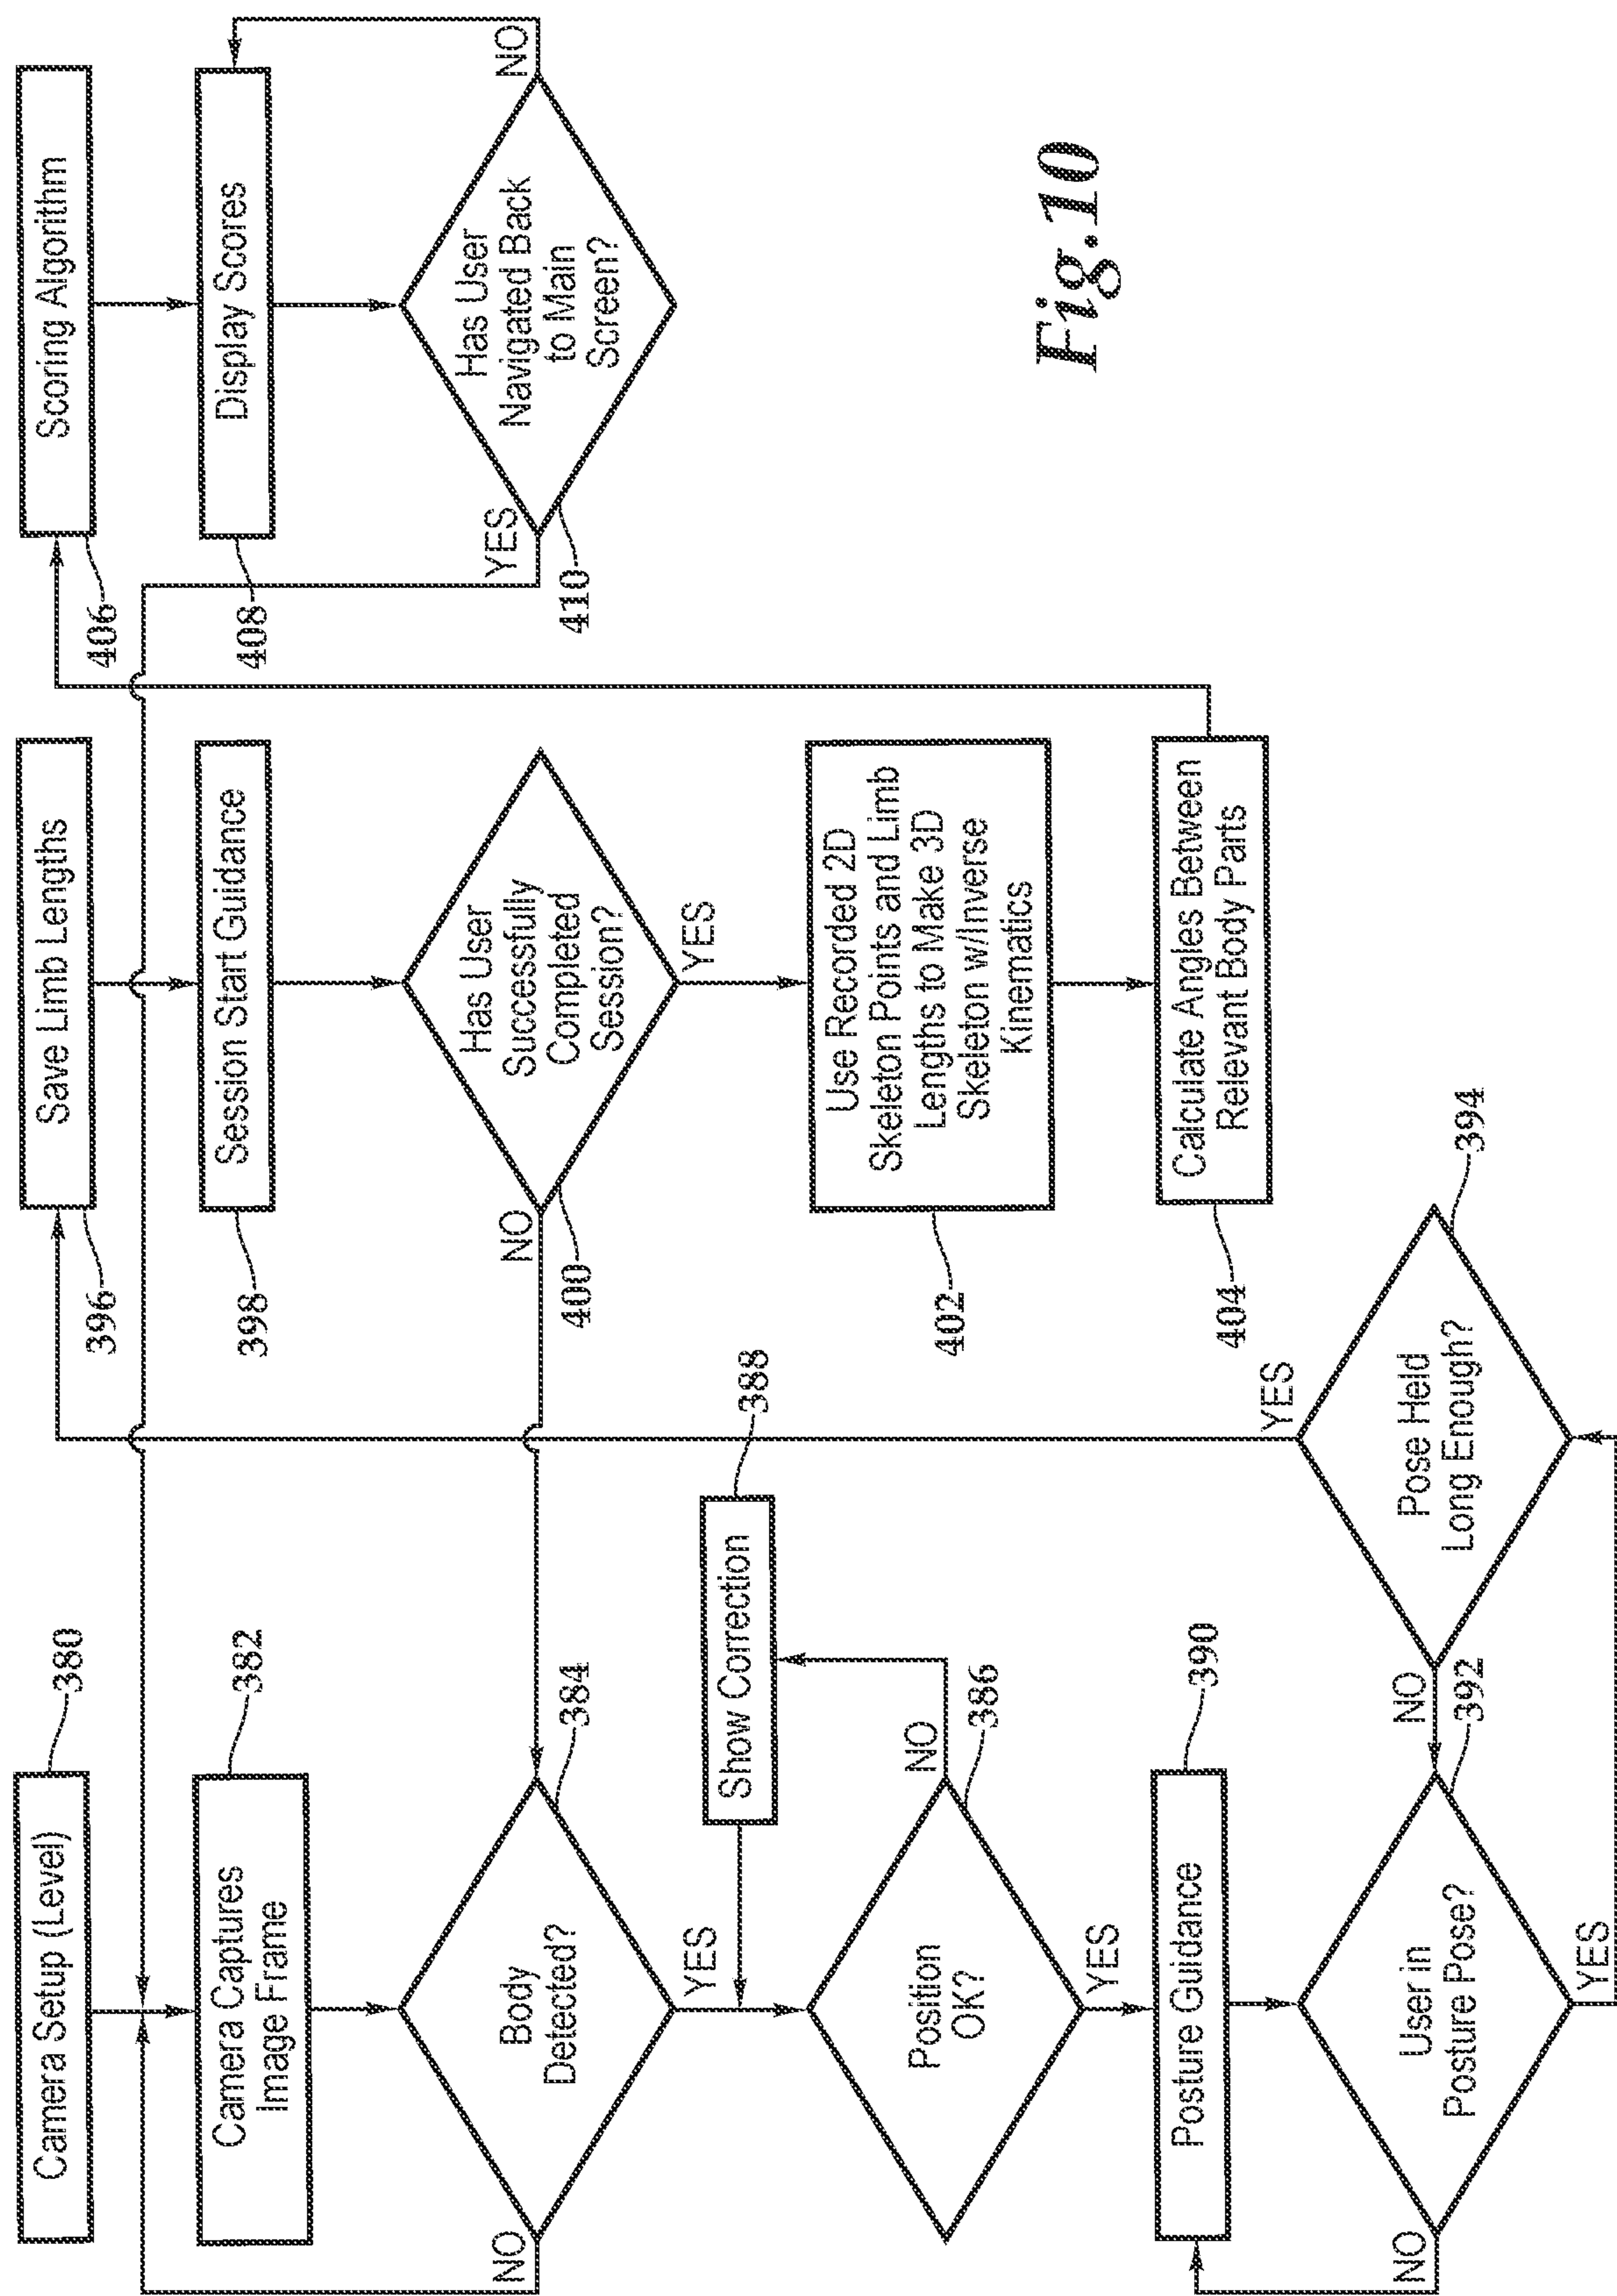 Camera Setup (Level)
380
Camera Captures
Image Frame
382
Body
Detected?
384
NO
YES
Show Correction
388
Position
OK?
386
NO
YES
Posture Guidance
390
User in
Posture Pose?
392
NO
YES
Pose Held
Long Enough?
394
NO
YES
Save Limb Lengths
396
Session Start Guidance
398
Has User
Successfully
Completed
Session?
400
NO
YES
Use Recorded 2D
Skeleton Points and Limb
Lengths to Make 3D
Skeleton w/Inverse
Kinematics
402
Calculate Angles Between
Relevant Body Parts
404
Scoring Algorithm
406
Display Scores
408
Has User
Navigated Back
to Main
Screen?
410
YES
NO
Fig.10